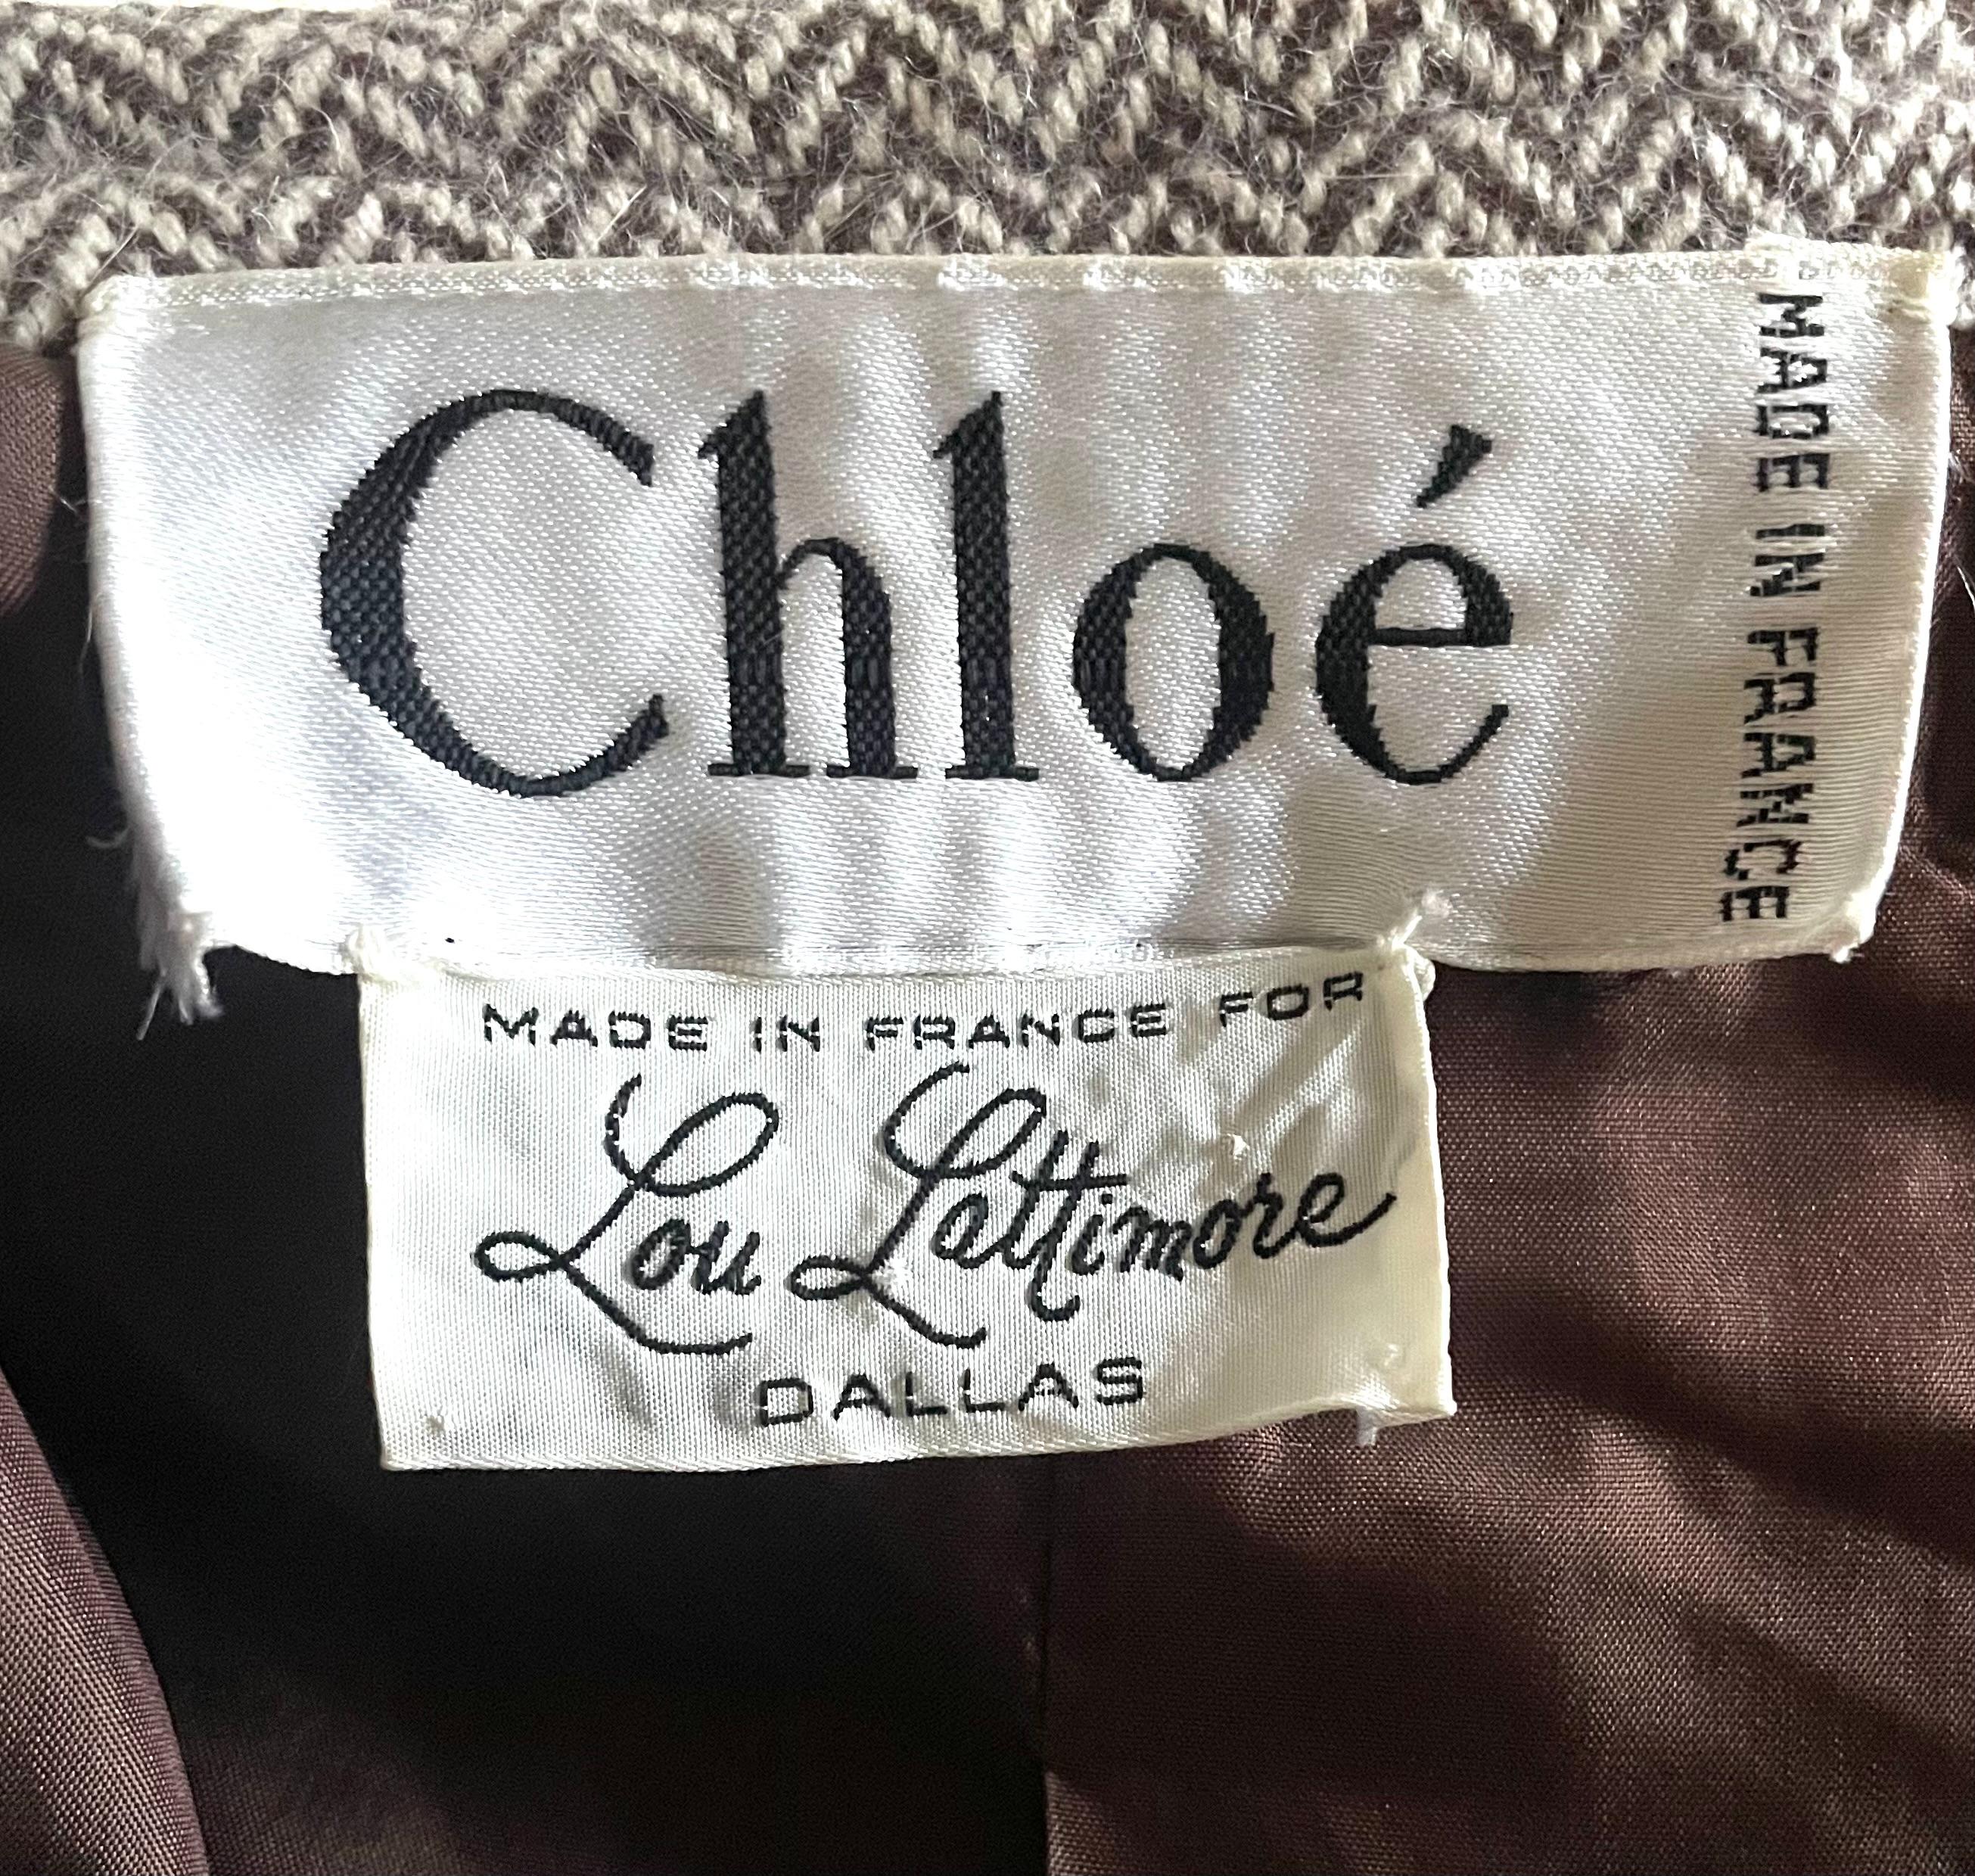 Chloé
MADE IN FRANCE
MADE IN FRANCE FOR
Lou Lattimore
DALLAS